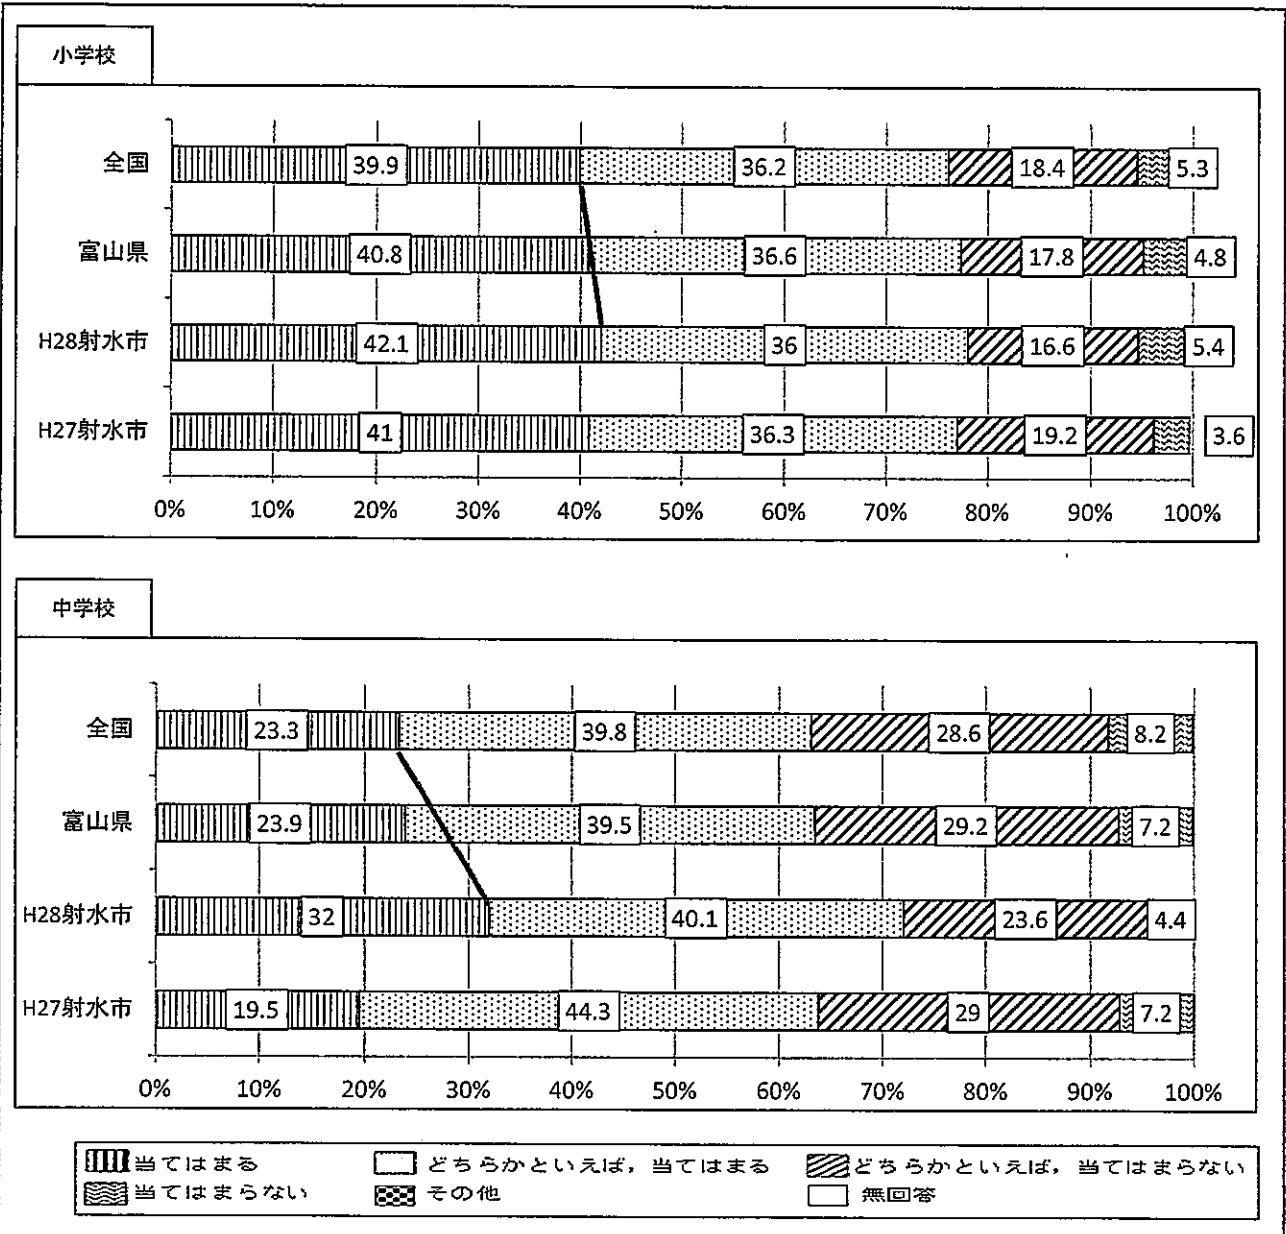 小学校
全国 39.9 36.2 18.4 5.3
富山県 40.8 36.6 17.8 4.8
H28射水市 42.1 36 16.6 5.4
H27射水市 41 36.3 19.2 3.6
0% 10% 20% 30% 40% 50% 60% 70% 80% 90% 100%
中学校
全国 23.3 39.8 28.6 8.2
富山県 23.9 39.5 29.2 7.2
H28射水市 32 40.1 23.6 4.4
H27射水市 19.5 44.3 29 7.2
0% 10% 20% 30% 40% 50% 60% 70% 80% 90% 100%
当てはまる どちらかといえば，当てはまる どちらかといえば，当てはまらない
当てはまらない その他 無回答